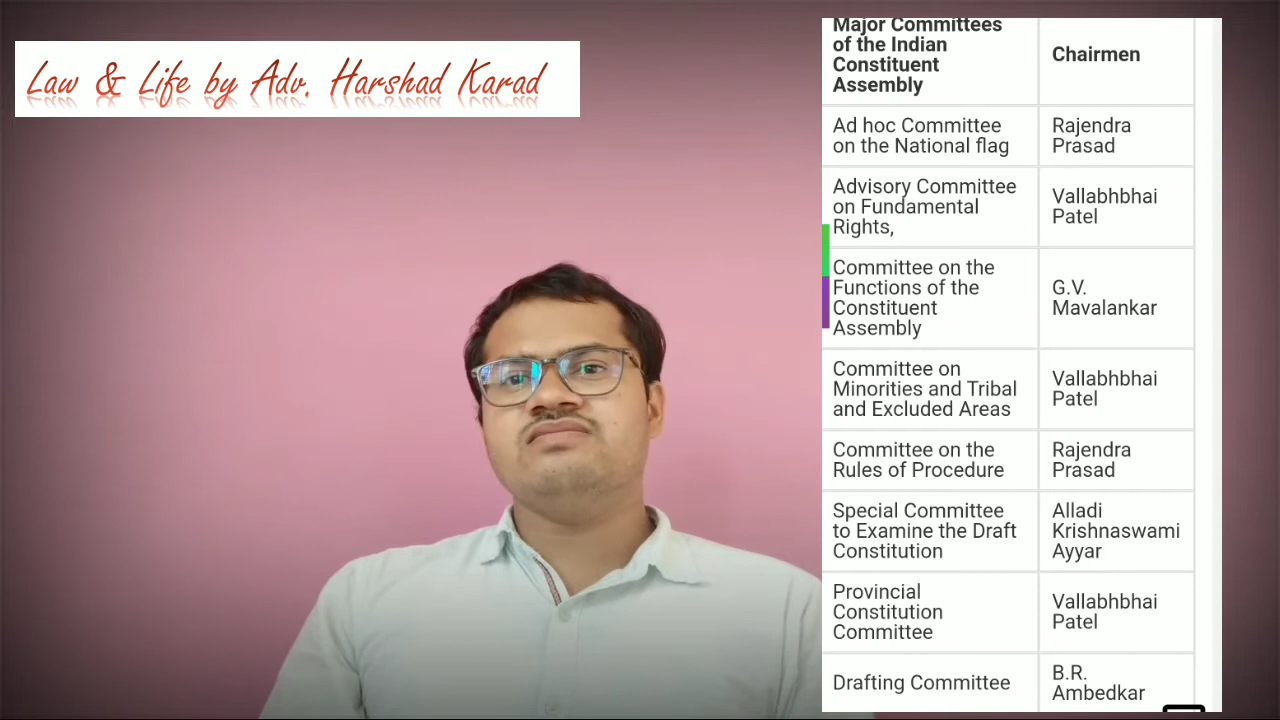 Law & Life by Adv. Harshad Karad
Major Committees
of the Indian
Constituent
Assembly
Chairmen
Ad hoc Committee
on the National flag
Rajendra
Prasad
Advisory Committee
on Fundamental
Rights,
Vallabhbhai
Patel
Committee on the
Functions of the
Constituent
Assembly
G.V.
Mavalankar
Committee on
Minorities and Tribal
and Excluded Areas
Vallabhbhai
Patel
Committee on the
Rules of Procedure
Rajendra
Prasad
Special Committee
to Examine the Draft
Constitution
Alladi
Krishnaswami
Ayyar
Provincial
Constitution
Committee
Vallabhbhai
Patel
Drafting Committee
B.R.
Ambedkar